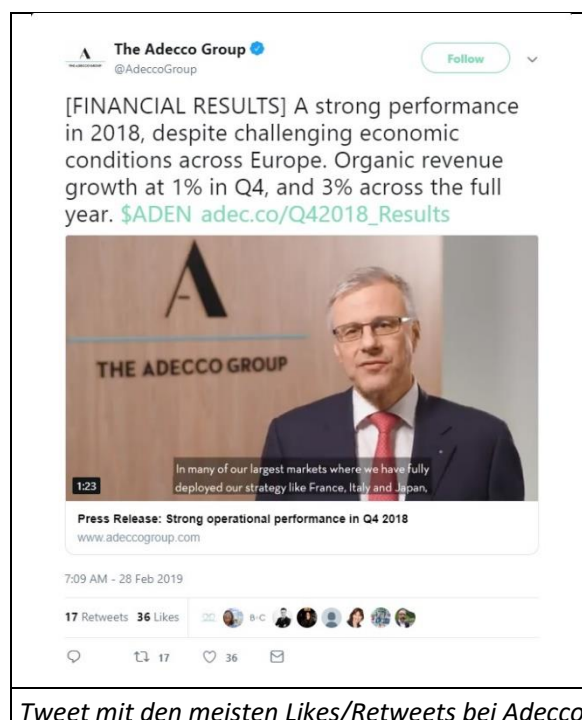 The Adecco Group
@AdeccoGroup
Follow
[FINANCIAL RESULTS] A strong performance
in 2018, despite challenging economic
conditions across Europe. Organic revenue
growth at 1% in Q4, and 3% across the full
year. $ADEN adec.co/Q42018_Results
THE ADECCO GROUP
In many of our largest markets where we have fully
deployed our strategy like France, Italy and Japan,
1:23
Press Release: Strong operational performance in Q4 2018
www.adeccogroup.com
7:09 AM - 28 Feb 2019
17 Retweets 36 Likes
B·C
17 36
Tweet mit den meisten Likes/Retweets bei Adecco